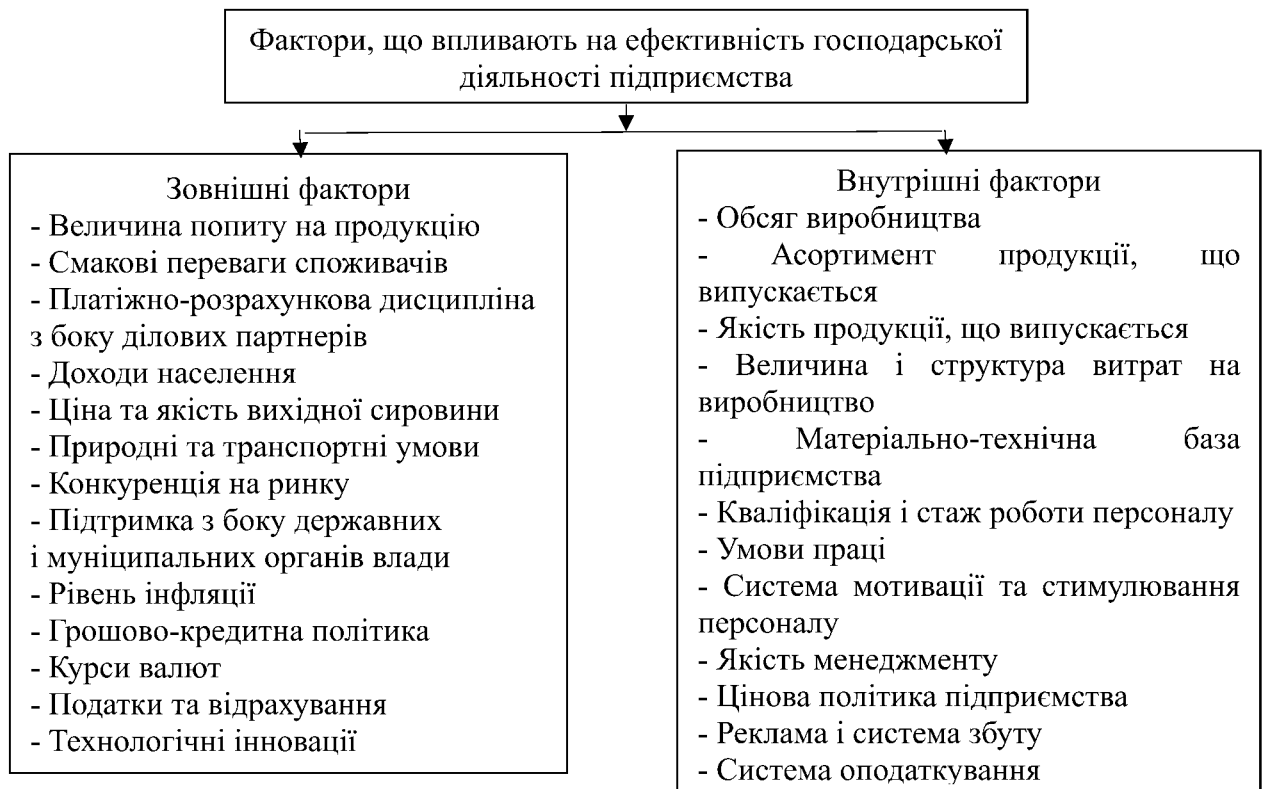 Фактори, що впливають на ефективність господарської
діяльності підприємства
Зовнішні фактори
- Величина попиту на продукцію
- Смакові переваги споживачів
- Платіжно-розрахункова дисципліна
з боку ділових партнерів
- Доходи населення
- Ціна та якість вихідної сировини
- Природні та транспортні умови
- Конкуренція на ринку
- Підтримка з боку державних
і муніципальних органів влади
- Рівень інфляції
- Грошово-кредитна політика
- Курси валют
- Податки та відрахування
- Технологічні інновації
Внутрішні фактори
- Обсяг виробництва
- Асортимент продукції, що
випускається
- Якість продукції, що випускається
- Величина і структура витрат на
виробництво
- Матеріально-технічна база
підприємства
- Кваліфікація і стаж роботи персоналу
- Умови праці
- Система мотивації та стимулювання
персоналу
- Якість менеджменту
- Цінова політика підприємства
- Реклама і система збуту
- Система оподаткування